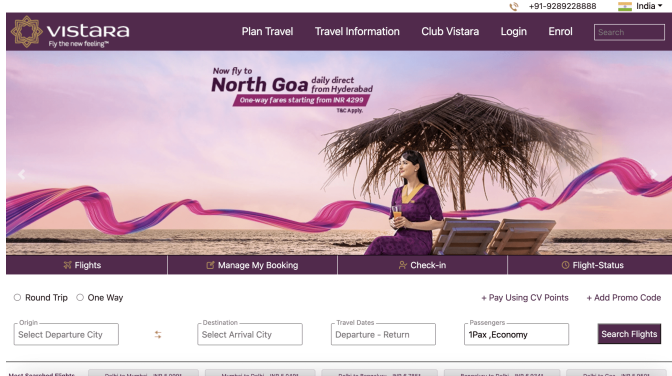 +91-9289228888 India
VISTARA
Fly the new feeling™
Plan Travel Travel Information Club Vistara Login Enrol Search
Now fly to
North Goa daily direct from Hyderabad
One-way fares starting from INR 4299
T&C Apply.
Flights Manage My Booking Check-in Flight-Status
Round Trip One Way + Pay Using CV Points + Add Promo Code
Origin Destination Travel Dates Passengers
Select Departure City Select Arrival City Departure - Return 1Pax ,Economy Search Flights
Most Searched Flights